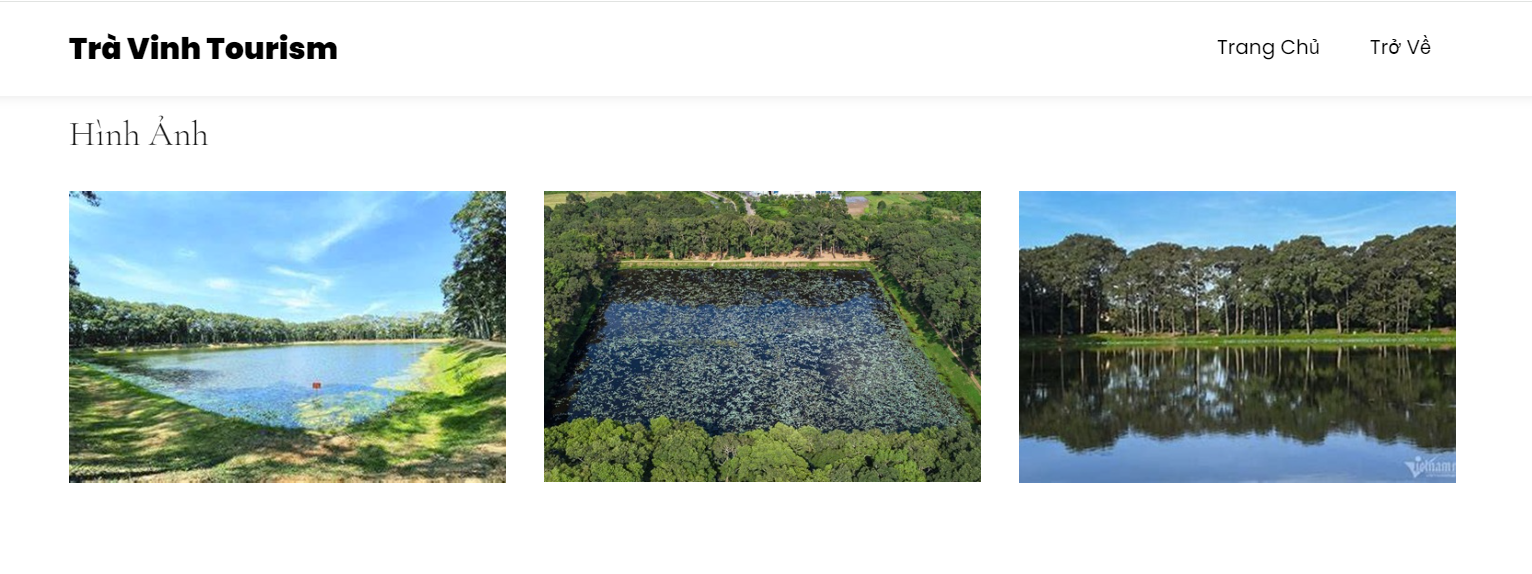 Trà Vinh Tourism
Trang Chủ
Trở Về
Hình Ảnh